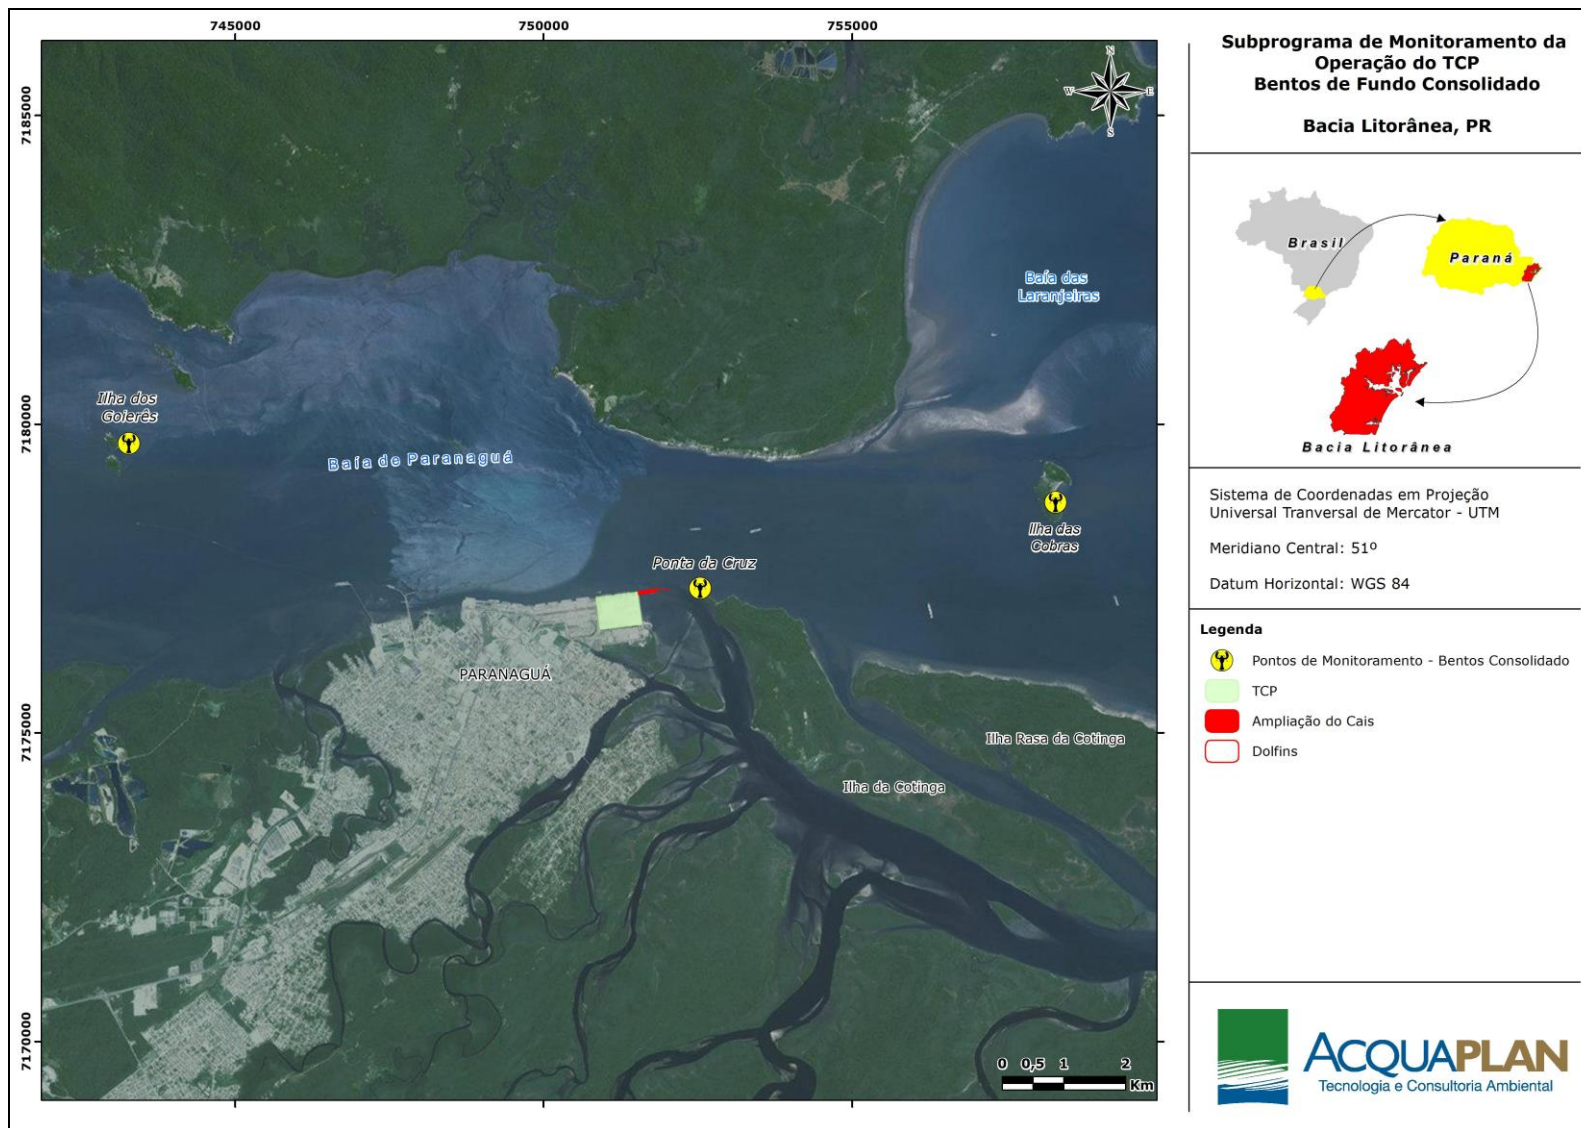 745000
750000
755000
7185000
7180000
7175000
7170000
N
W
E
S
Baía das
Laranjeiras
Ilha dos
Goierês
Baía de Paranaguá
Ilha das
Cobras
Ponta da Cruz
PARANAGUÁ
Ilha Rasa da Cotinga
Ilha da Cotinga
0 0,5 1 2
Km
Subprograma de Monitoramento da
Operação do TCP
Bentos de Fundo Consolidado
Bacia Litorânea, PR
Brasil
Paraná
Bacia Litorânea
Sistema de Coordenadas em Projeção
Universal Tranversal de Mercator - UTM
Meridiano Central: 51º
Datum Horizontal: WGS 84
Legenda
Pontos de Monitoramento - Bentos Consolidado
TCP
Ampliação do Cais
Dolfins
ACQUAPLAN
Tecnologia e Consultoria Ambiental